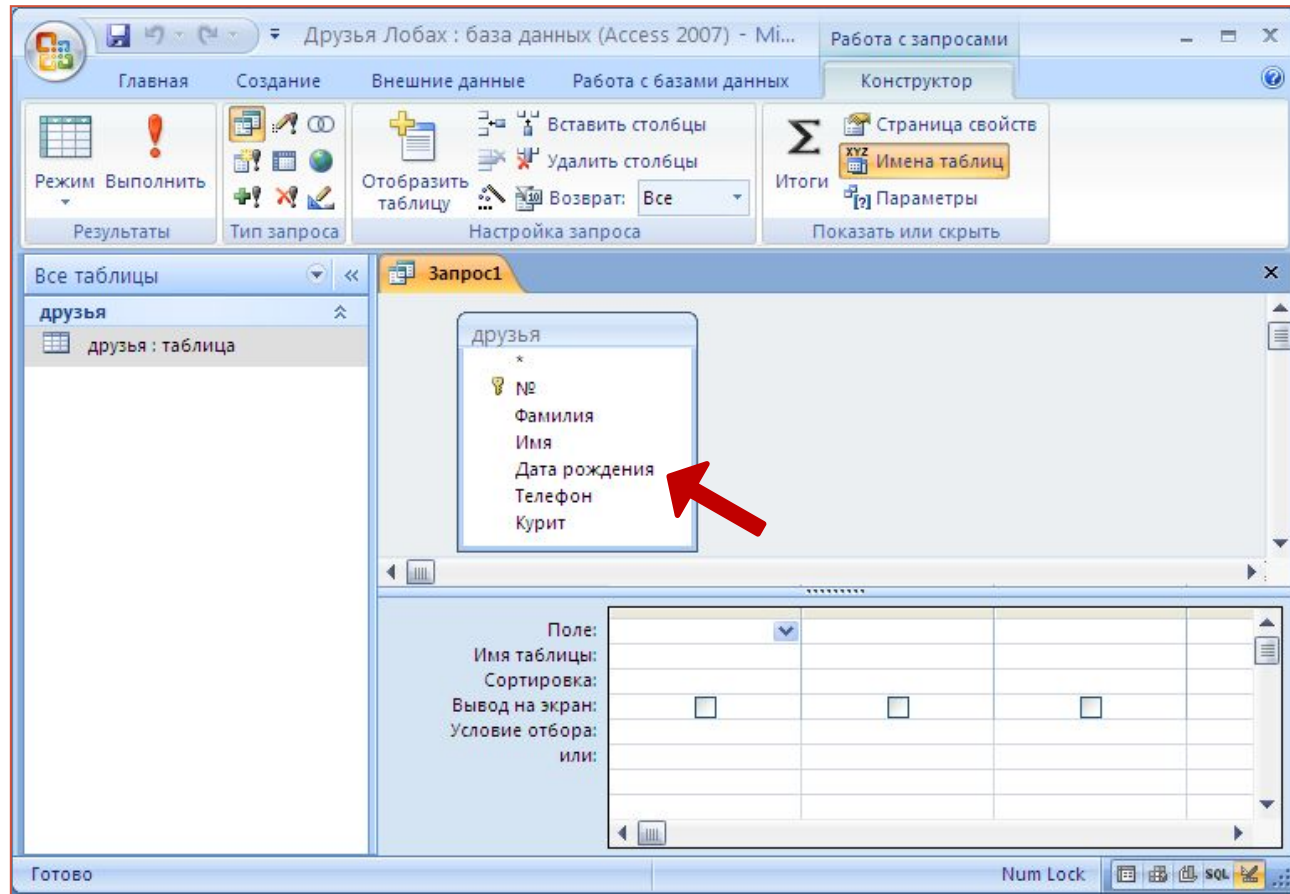 Друзья Лобах : база данных (Access 2007) - Mi...
Работа с запросами
Главная
Создание
Внешние данные
Работа с базами данных
Конструктор
Режим
Выполнить
Результаты
Тип запроса
Отобразить таблицу
Вставить столбцы
Удалить столбцы
Возврат: Все
Настройка запроса
Итоги
Страница свойств
XYZ Имена таблиц
Параметры
Показать или скрыть
Все таблицы
друзья
друзья : таблица
Запрос1
друзья
*
№
Фамилия
Имя
Дата рождения
Телефон
Курит
Поле:
Имя таблицы:
Сортировка:
Вывод на экран:
Условие отбора:
или:
Готово
Num Lock
SQL